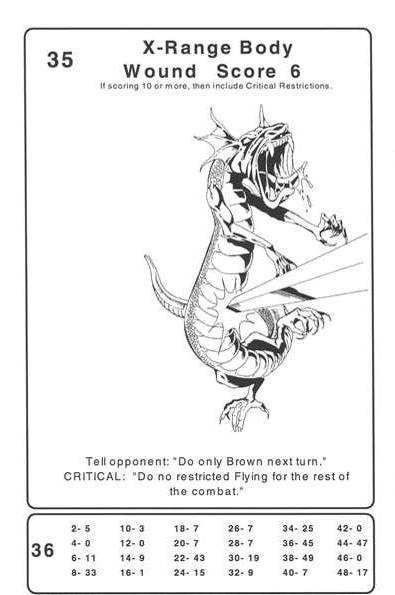 35
X-Range Body
Wound Score 6
If scoring 10 or more, then include Critical Restrictions.
Tell opponent: "Do only Brown next turn."
CRITICAL: "Do no restricted Flying for the rest of
the combat."
36
2- 5 10- 3 18- 7 26- 7 34- 25 42- 0
4- 0 12- 0 20- 7 28- 7 36- 45 44- 47
6- 11 14- 9 22- 43 30- 19 38- 49 46- 0
8- 33 16- 1 24- 15 32- 9 40- 7 48- 17